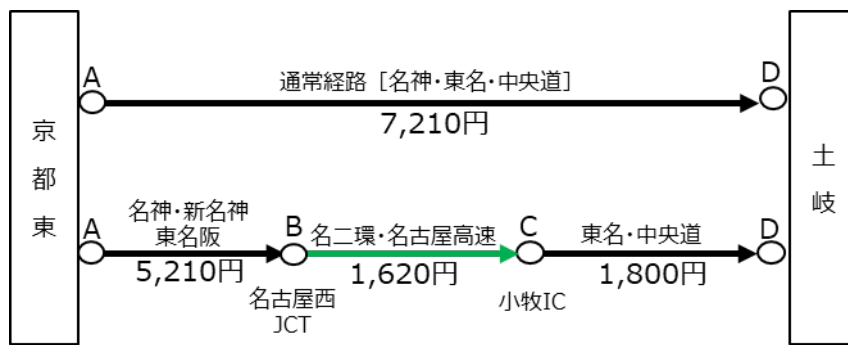 京都東
A
通常経路［名神・東名・中央道］
7,210円
D
土岐
A
名神・新名神
東名阪
5,210円
B
名古屋西
JCT
名二環・名古屋高速
1,620円
C
小牧IC
東名・中央道
1,800円
D